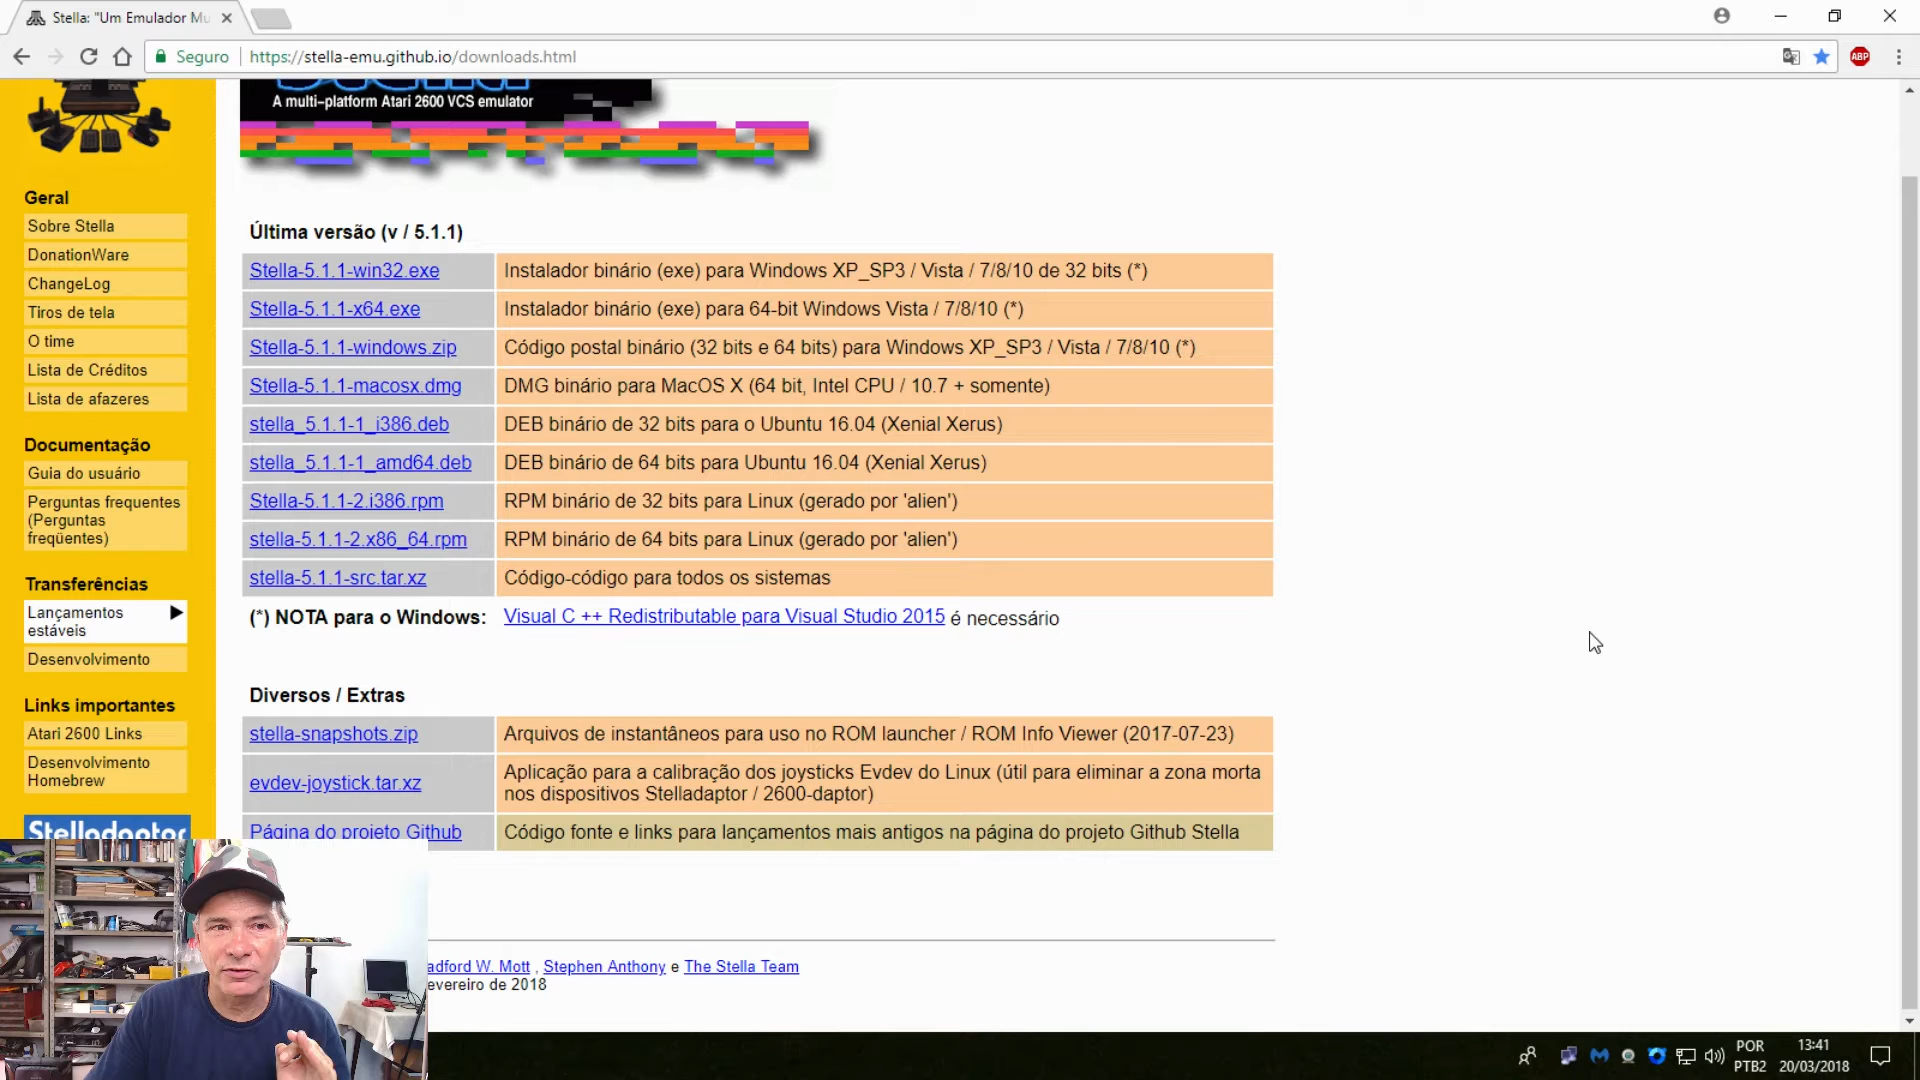 Stella: "Um Emulador Mu
Seguro
https://stella-emu.github.io/downloads.html
ABP
A multi-platform Atari 2600 VCS emulator
Geral
Sobre Stella
DonationWare
ChangeLog
Tiros de tela
O time
Lista de Créditos
Lista de afazeres
Documentação
Guia do usuário
Perguntas frequentes
(Perguntas
freqüentes)
Transferências
Lançamentos
estáveis
Desenvolvimento
Links importantes
Atari 2600 Links
Desenvolvimento
Homebrew
Stelladaptor
Última versão (v / 5.1.1)
Stella-5.1.1-win32.exe Instalador binário (exe) para Windows XP_SP3 / Vista / 7/8/10 de 32 bits (*)
Stella-5.1.1-x64.exe Instalador binário (exe) para 64-bit Windows Vista / 7/8/10 (*)
Stella-5.1.1-windows.zip Código postal binário (32 bits e 64 bits) para Windows XP_SP3 / Vista / 7/8/10 (*)
Stella-5.1.1-macosx.dmg DMG binário para MacOS X (64 bit, Intel CPU / 10.7 + somente)
stella_5.1.1-1_i386.deb DEB binário de 32 bits para o Ubuntu 16.04 (Xenial Xerus)
stella_5.1.1-1_amd64.deb DEB binário de 64 bits para Ubuntu 16.04 (Xenial Xerus)
Stella-5.1.1-2.i386.rpm RPM binário de 32 bits para Linux (gerado por 'alien')
stella-5.1.1-2.x86_64.rpm RPM binário de 64 bits para Linux (gerado por 'alien')
stella-5.1.1-src.tar.xz Código-código para todos os sistemas
(*) NOTA para o Windows: Visual C ++ Redistributable para Visual Studio 2015 é necessário
Diversos / Extras
stella-snapshots.zip Arquivos de instantâneos para uso no ROM launcher / ROM Info Viewer (2017-07-23)
evdev-joystick.tar.xz Aplicação para a calibração dos joysticks Evdev do Linux (útil para eliminar a zona morta
nos dispositivos Stelladaptor / 2600-daptor)
Página do projeto Github Código fonte e links para lançamentos mais antigos na página do projeto Github Stella
adford W. Mott , Stephen Anthony e The Stella Team
evereiro de 2018
POR
PTB2
13:41
20/03/2018